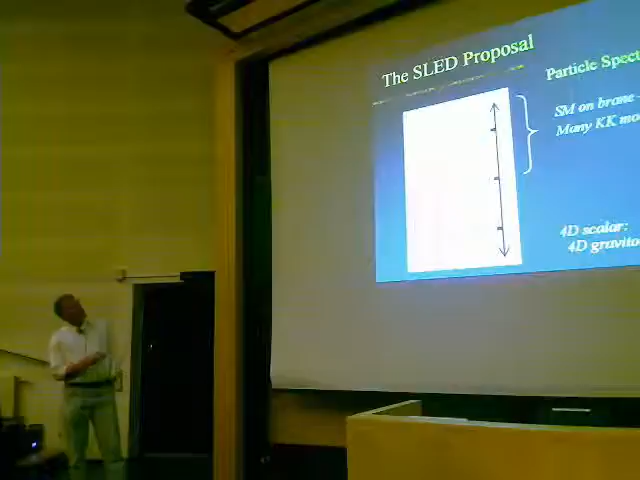 The SLED Proposal
Particle Spect
SM on brane -
Many KK mo
4D scalar:
4D gravito